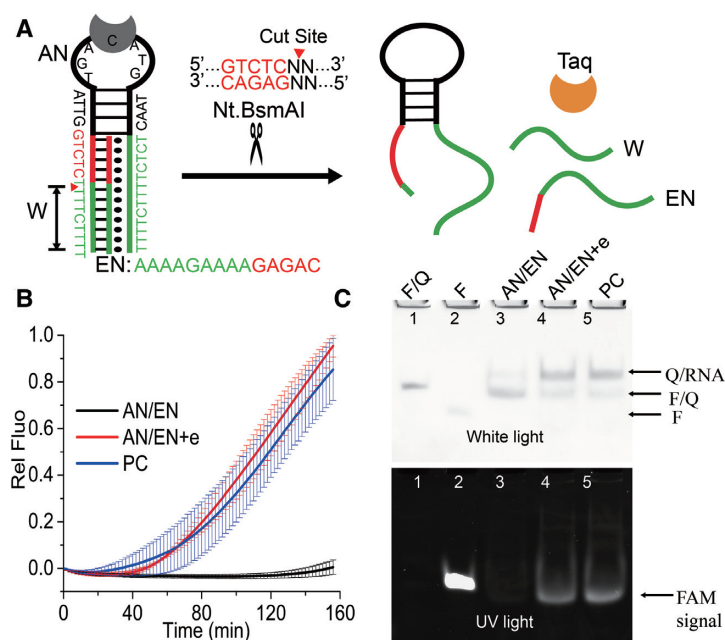 A
AN
G T A C A T G
ATTG GTCTCT TTTCTTTT
CAAT TCTCTTTTCTTTT
W
Cut Site
5’...GTCTCNN...3’
3’...CAGAGNN...5’
Nt.BsmAI
EN: AAAAGAAAAGAGAC
Taq
W
EN
B
Rel Fluo
1.0
0.8
0.6
0.4
0.2
0.0
AN/EN
AN/EN+e
PC
0 40 80 120 160
Time (min)
C
F/Q F AN/EN AN/EN+e PC
1 2 3 4 5
Q/RNA
F/Q
F
White light
1 2 3 4 5
FAM
signal
UV light